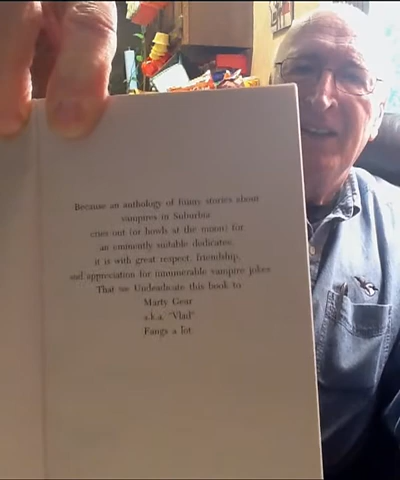 Because an anthology of funny stories about
vampires in Suburbia
cries out (or howls at the moon) for
an eminently suitable dedicatee,
it is with great respect, friendship,
and appreciation for innumerable vampire jokes
That we Undeadicate this book to
Marty Gear
a.k.a. "Vlad"
Fangs a lot